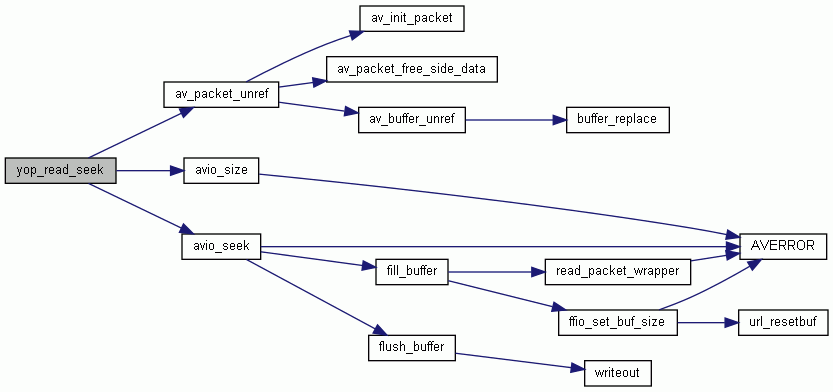 av_init_packet
av_packet_free_side_data
av_packet_unref
av_buffer_unref
buffer_replace
yop_read_seek
avio_size
avio_seek
AVERROR
fill_buffer
read_packet_wrapper
ffio_set_buf_size
url_resetbuf
flush_buffer
writeout